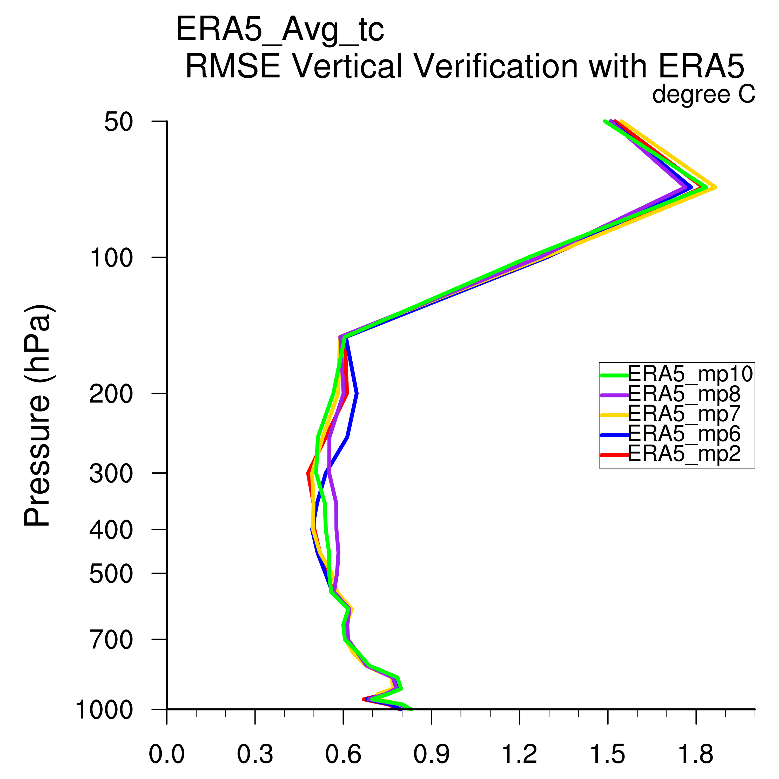 ERA5_Avg_tc
RMSE Vertical Verification with ERA5
degree C
50
100
200
300
400
500
700
1000
Pressure (hPa)
ERA5_mp10
ERA5_mp8
ERA5_mp7
ERA5_mp6
ERA5_mp2
0.0 0.3 0.6 0.9 1.2 1.5 1.8